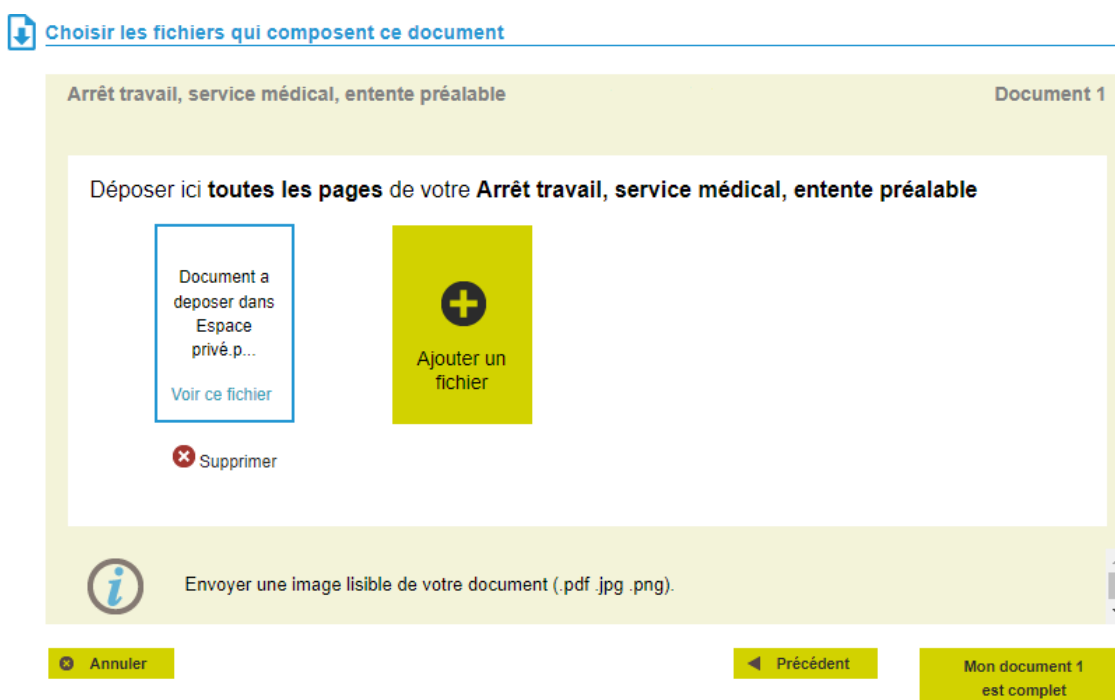 Choisir les fichiers qui composent ce document
Arrêt travail, service médical, entente préalable
Document 1
Déposer ici toutes les pages de votre Arrêt travail, service médical, entente préalable
Document a
deposer dans
Espace
privé.p...
Voir ce fichier
Supprimer
Ajouter un
fichier
Envoyer une image lisible de votre document (.pdf .jpg .png).
Annuler
Précédent
Mon document 1
est complet